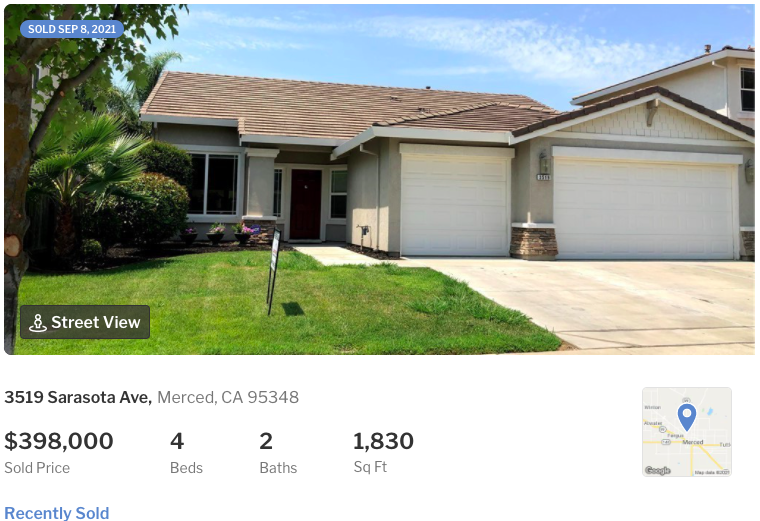 SOLD SEP 8, 2021
Street View
3519 Sarasota Ave, Merced, CA 95348
$398,000 4 2 1,830
Sold Price Beds Baths Sq Ft
Winton
Atwater
Fergus
Merced
Google
Map data ©2021
Recently Sold